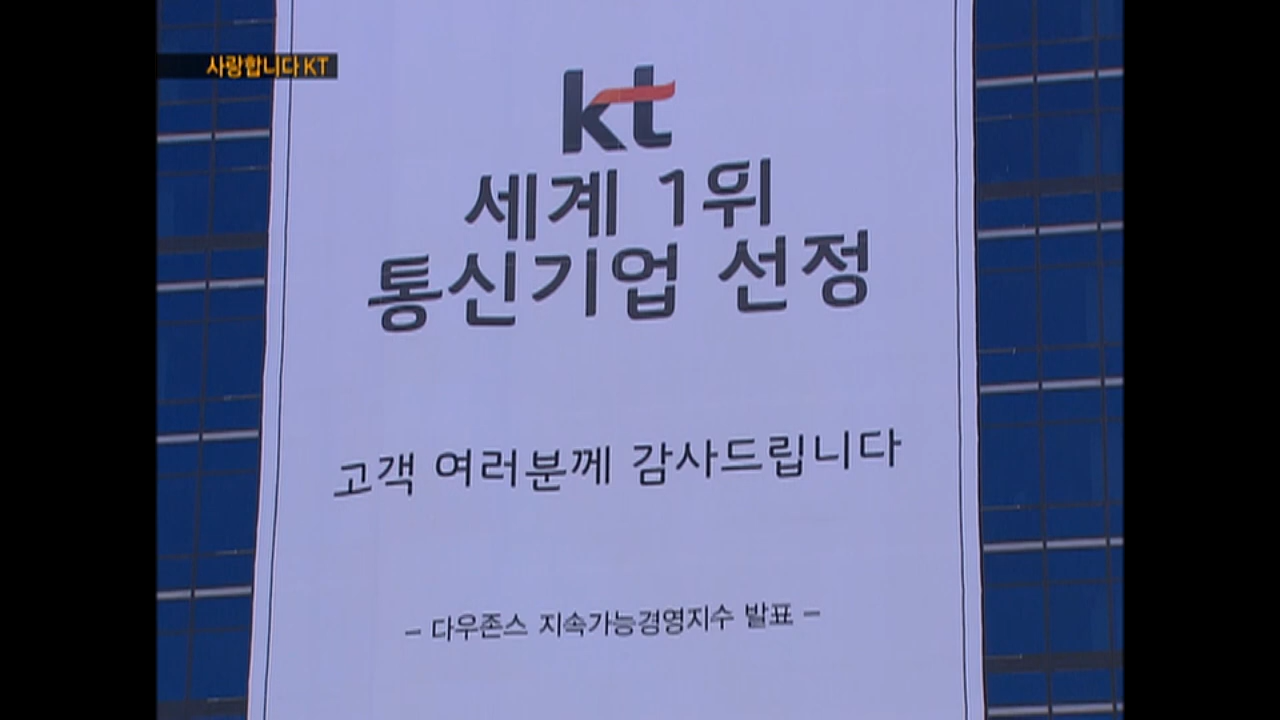 사랑합니다 KT
kt
세계 1위
통신기업 선정
고객 여러분께 감사드립니다
– 다우존스 지속가능경영지수 발표 –